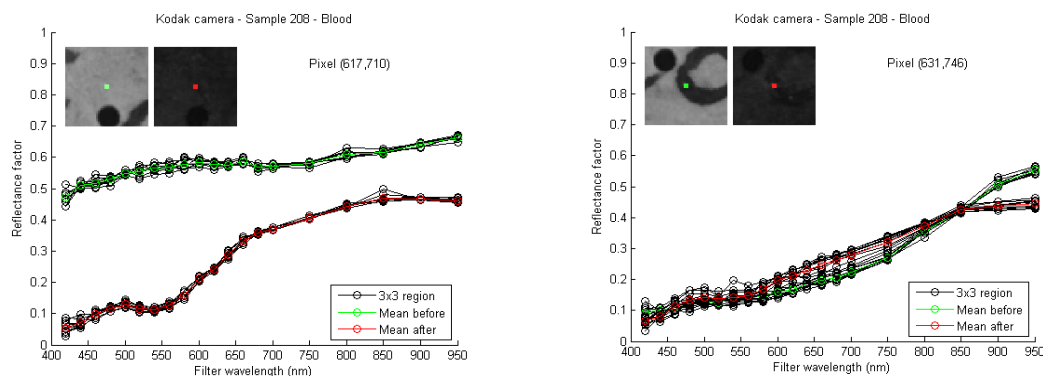 Kodak camera - Sample 208 - Blood
Pixel (617,710)
Reflectance factor
1
0.9
0.8
0.7
0.6
0.5
0.4
0.3
0.2
0.1
0
3x3 region
Mean before
Mean after
400 450 500 550 600 650 700 750 800 850 900 950
Filter wavelength (nm)
Kodak camera - Sample 208 - Blood
Pixel (631,746)
Reflectance factor
1
0.9
0.8
0.7
0.6
0.5
0.4
0.3
0.2
0.1
0
3x3 region
Mean before
Mean after
400 450 500 550 600 650 700 750 800 850 900 950
Filter wavelength (nm)